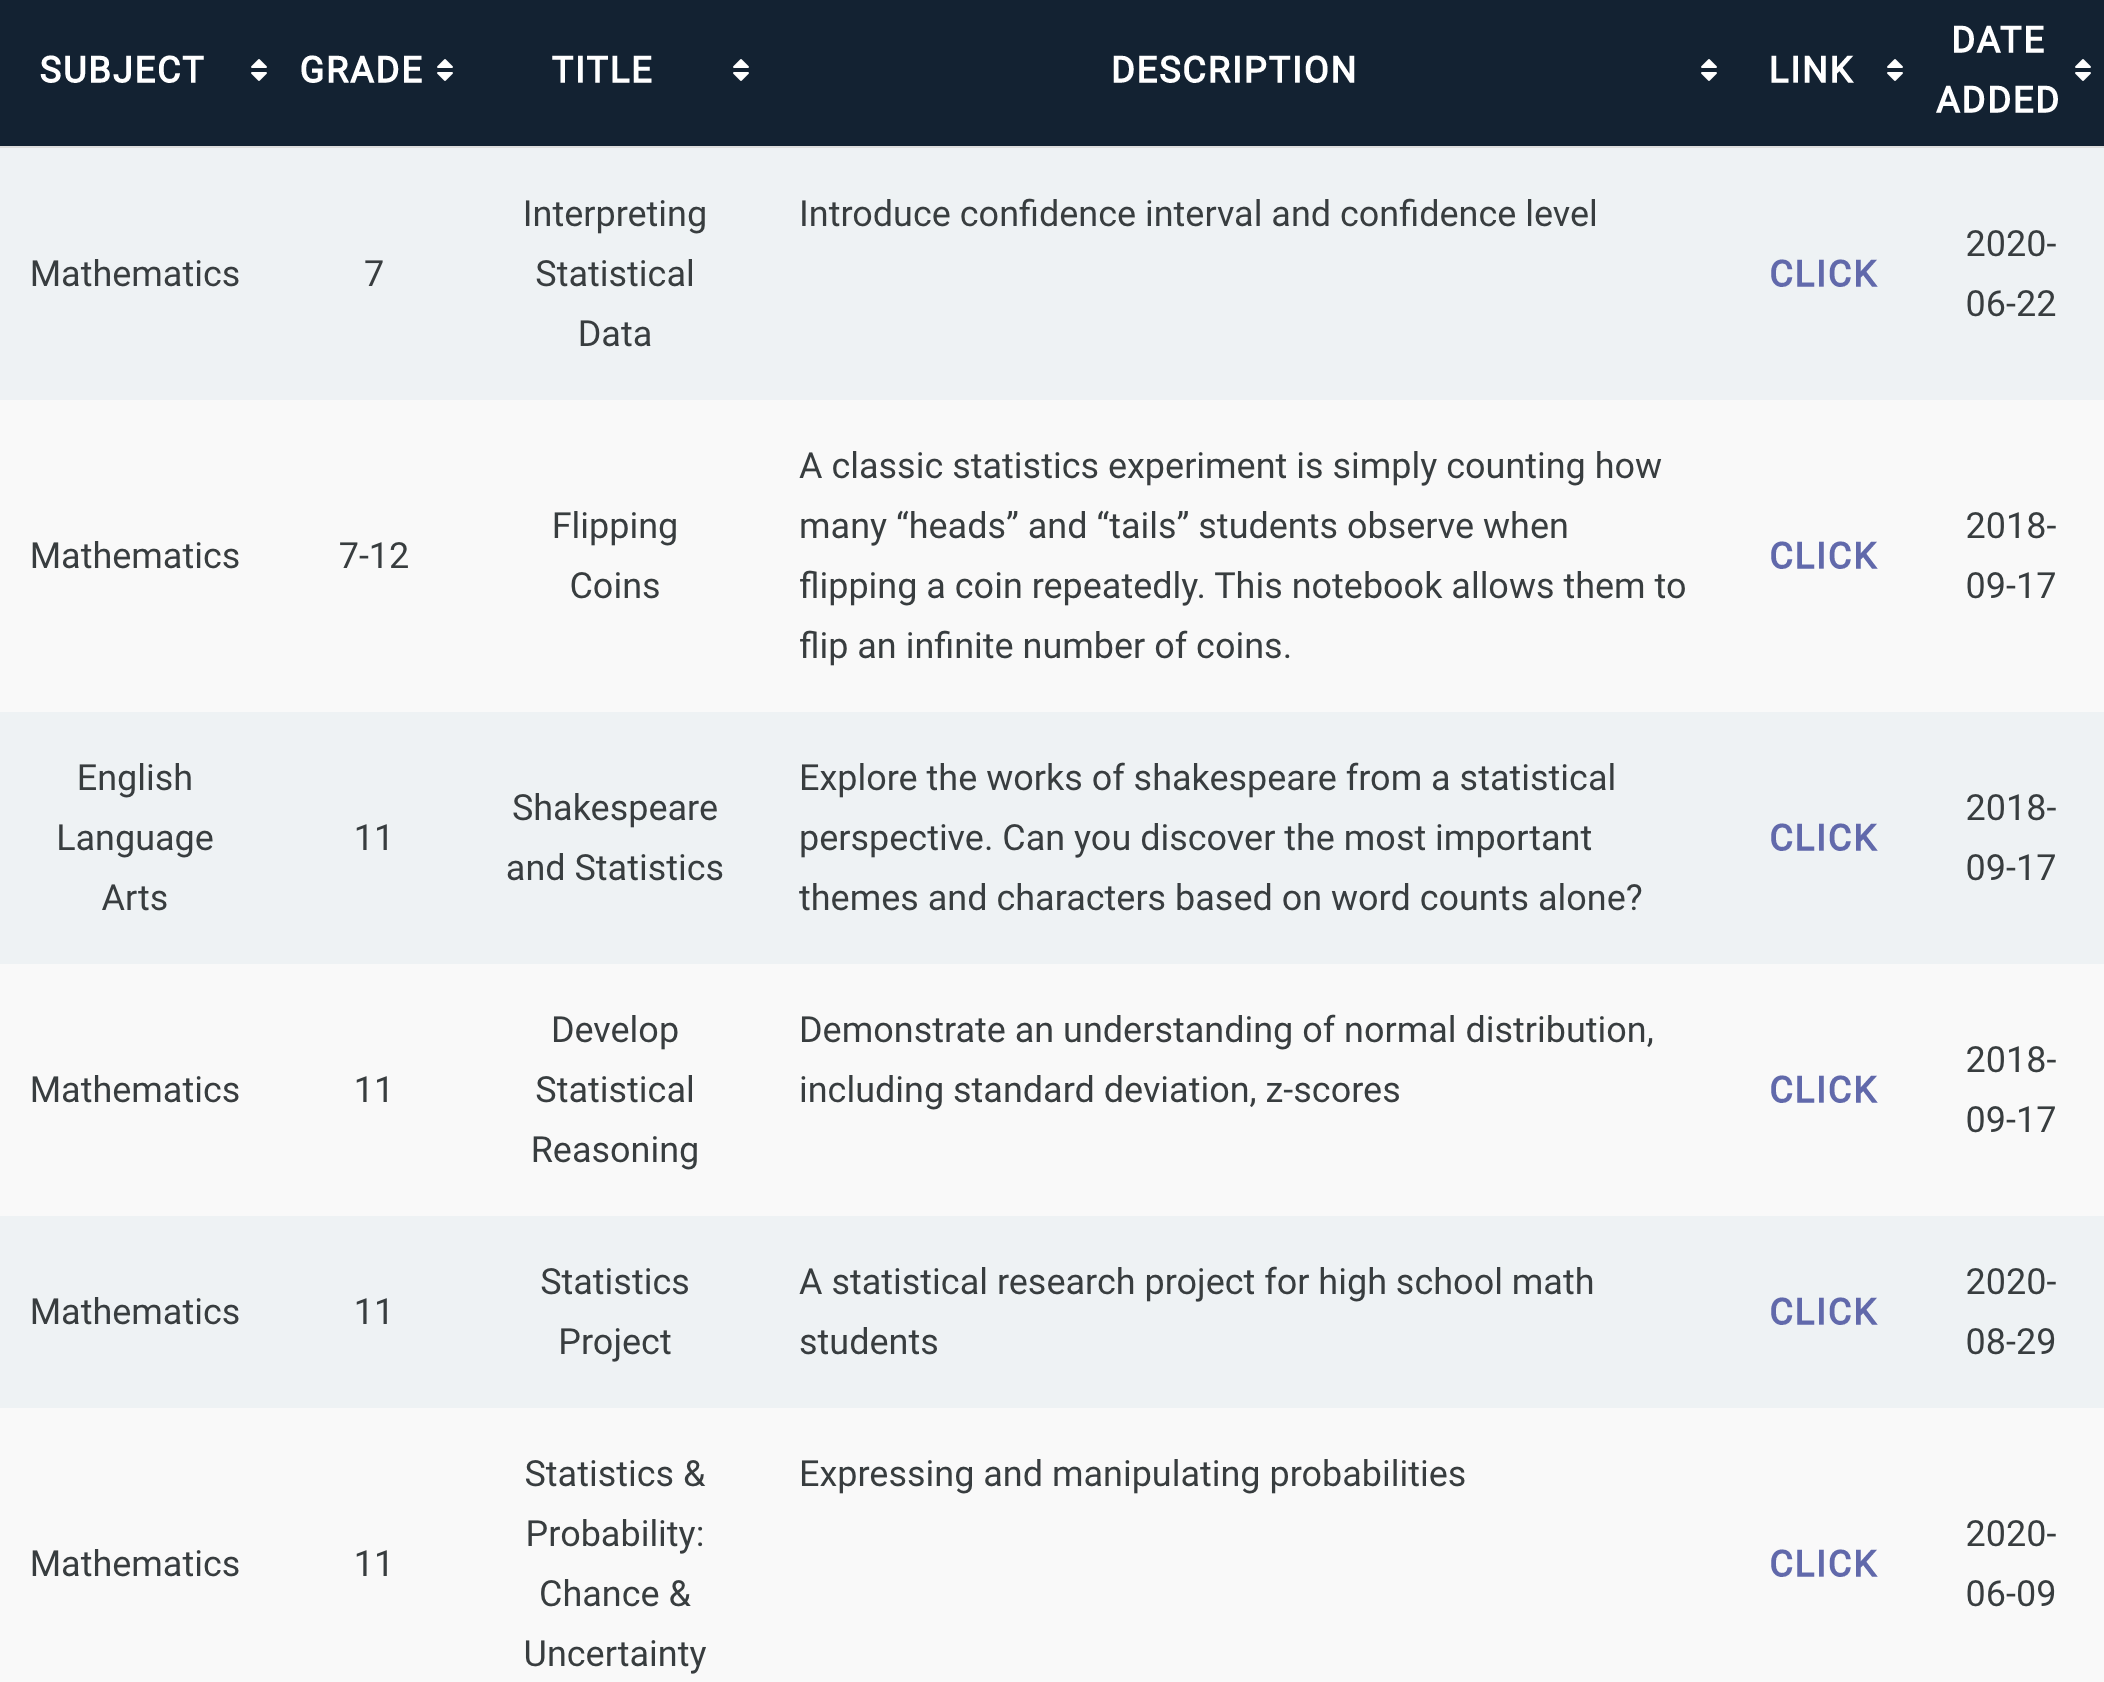 SUBJECT GRADE TITLE DESCRIPTION LINK DATE ADDED
Mathematics
7
Interpreting
Statistical
Data
Introduce confidence interval and confidence level
CLICK
2020-
06-22
Mathematics
7-12
Flipping
Coins
A classic statistics experiment is simply counting how
many “heads” and “tails” students observe when
flipping a coin repeatedly. This notebook allows them to
flip an infinite number of coins.
CLICK
2018-
09-17
English
Language
Arts
11
Shakespeare
and Statistics
Explore the works of shakespeare from a statistical
perspective. Can you discover the most important
themes and characters based on word counts alone?
CLICK
2018-
09-17
Mathematics
11
Develop
Statistical
Reasoning
Demonstrate an understanding of normal distribution,
including standard deviation, z-scores
CLICK
2018-
09-17
Mathematics
11
Statistics
Project
A statistical research project for high school math
students
CLICK
2020-
08-29
Mathematics
11
Statistics &
Probability:
Chance &
Uncertainty
Expressing and manipulating probabilities
CLICK
2020-
06-09